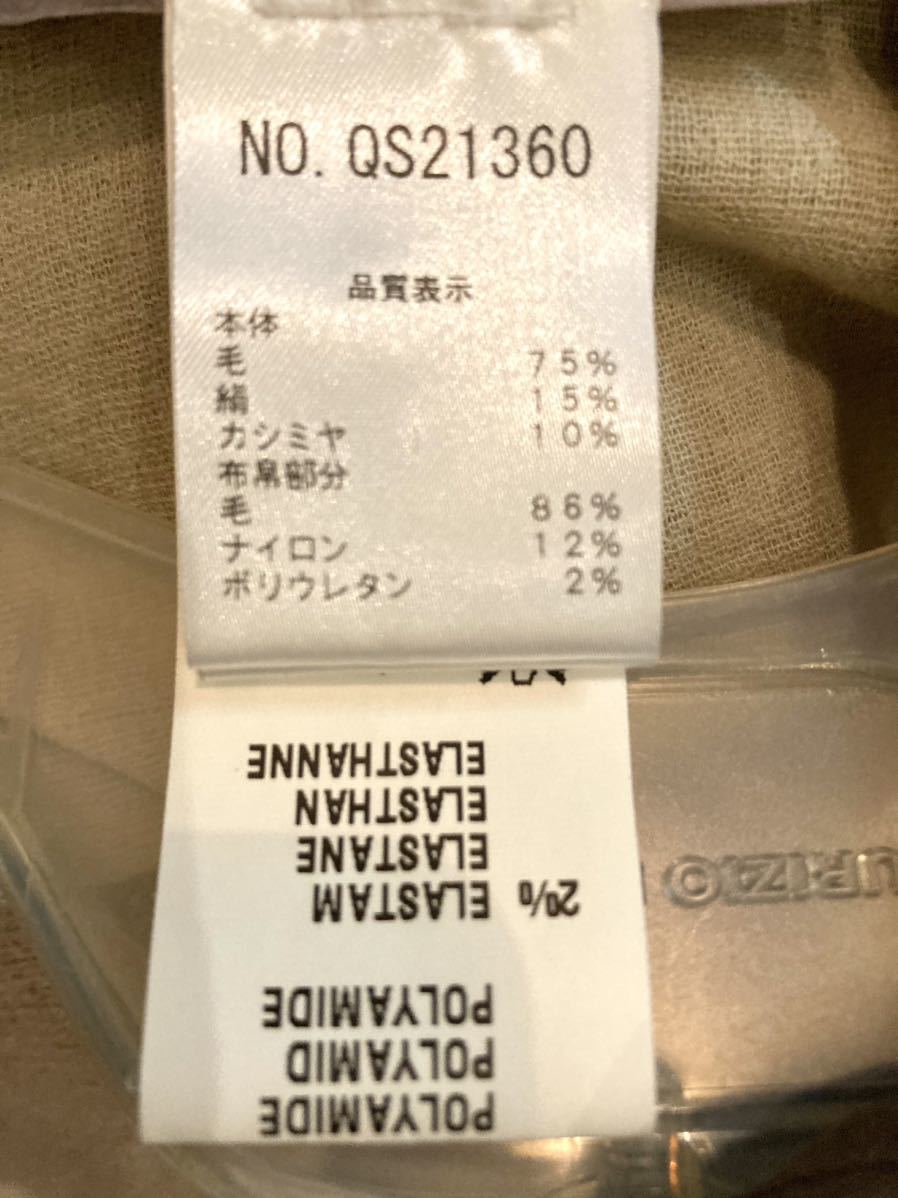 NO. QS21360
品質表示
本体
毛 75%
絹 15%
カシミヤ 10%
布帛部分
毛 86%
ナイロン 12%
ポリウレタン 2%
POLYAMIDE
POLYAMID
POLYAMIDE
2% ELASTAM
ELASTANE
ELASTHAN
ELASTHANNE
URIZIO